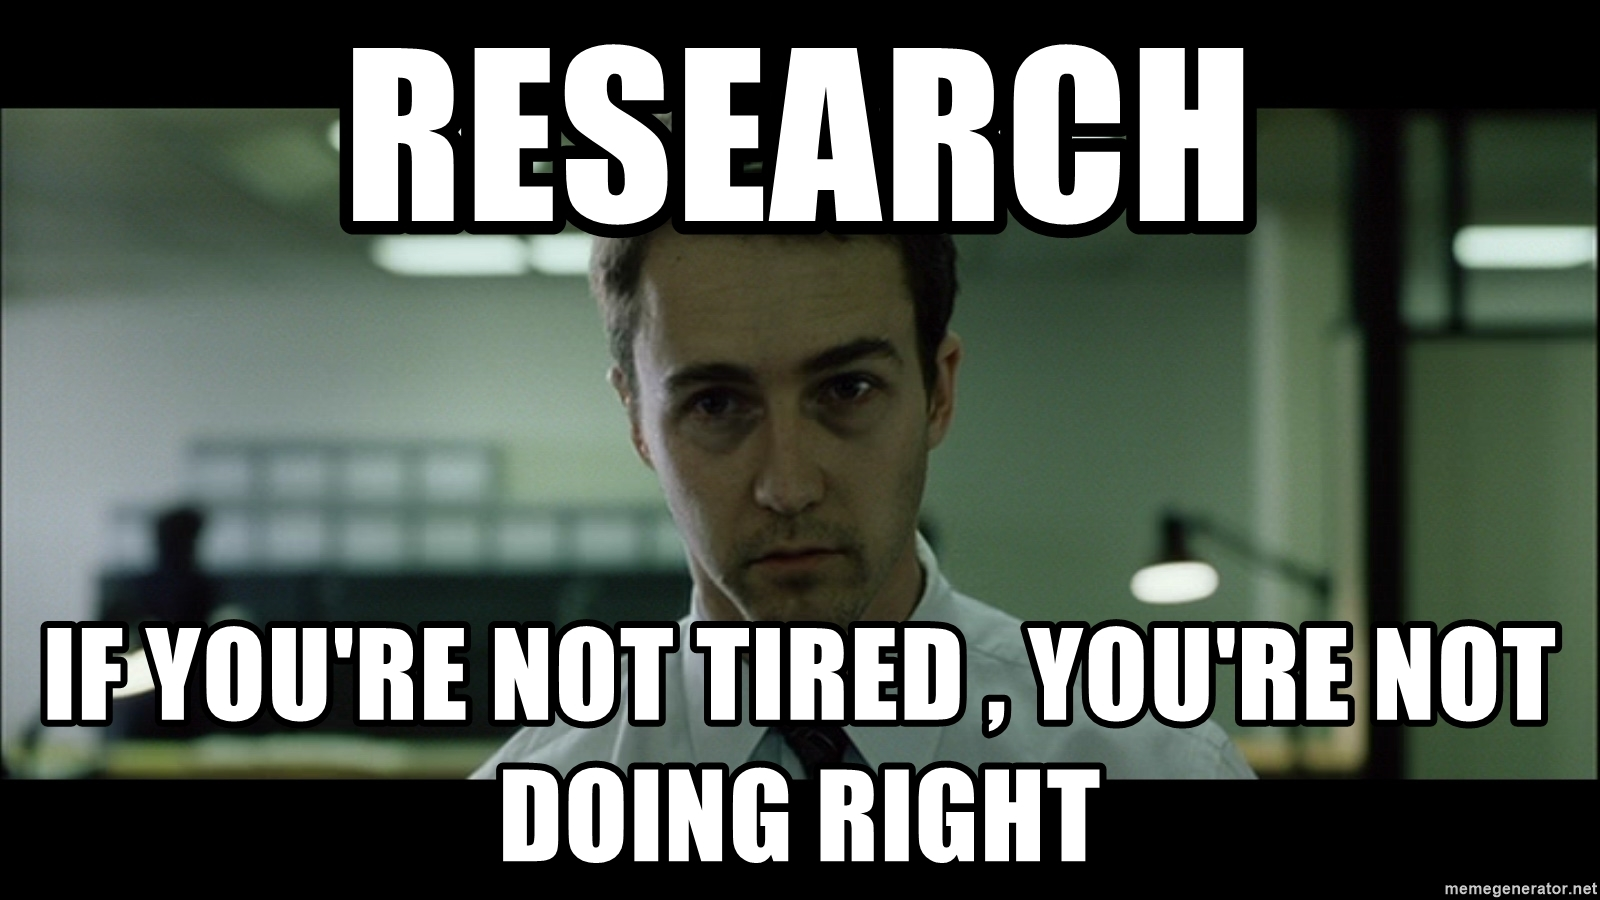 RESEARCH
IF YOU'RE NOT TIRED , YOU'RE NOT
DOING RIGHT
memegenerator.net